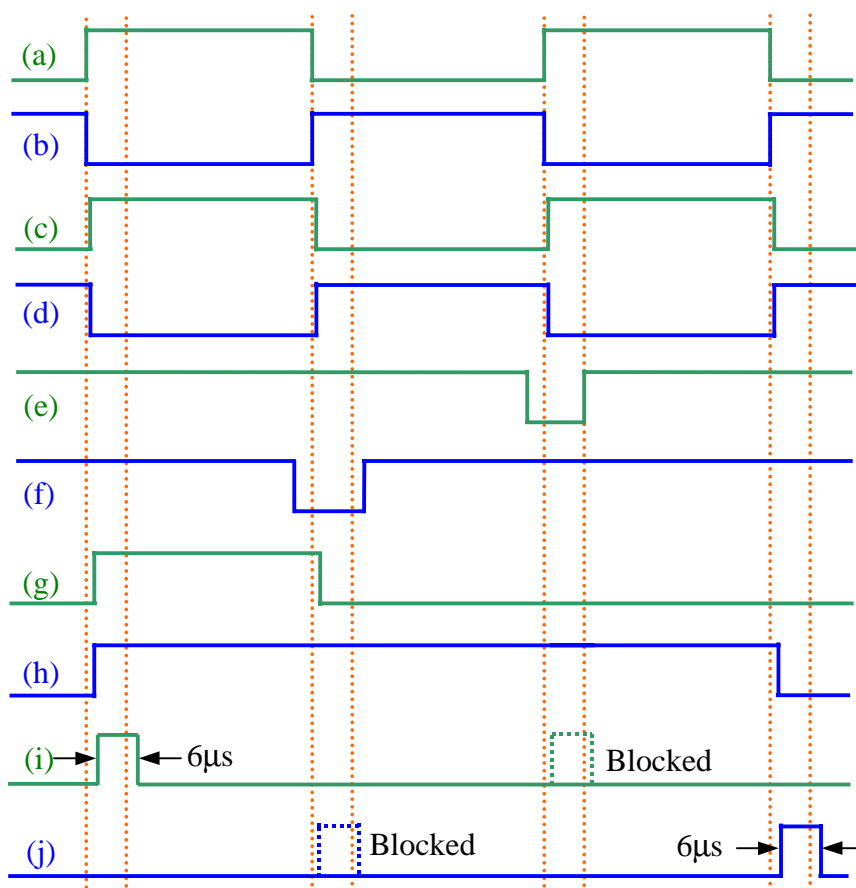 (a)
(b)
(c)
(d)
(e)
(f)
(g)
(h)
(i) 6μs Blocked
(j) Blocked 6μs